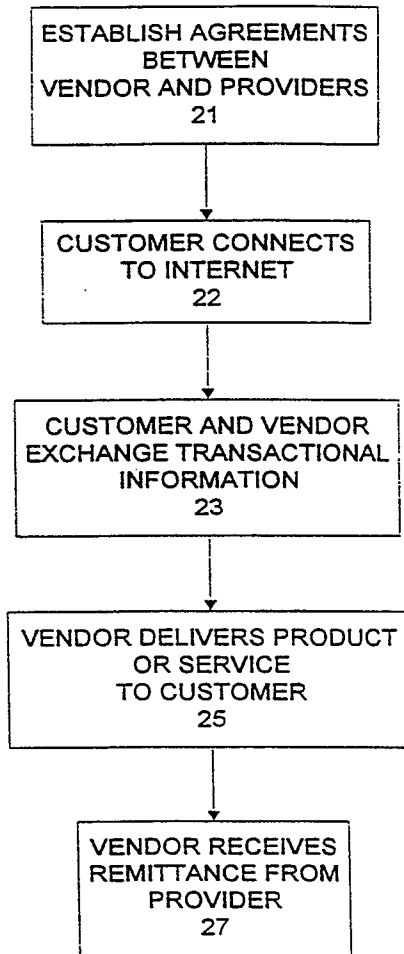 ESTABLISH AGREEMENTS
BETWEEN
VENDOR AND PROVIDERS
21
CUSTOMER CONNECTS
TO INTERNET
22
CUSTOMER AND VENDOR
EXCHANGE TRANSACTIONAL
INFORMATION
23
VENDOR DELIVERS PRODUCT
OR SERVICE
TO CUSTOMER
25
VENDOR RECEIVES
REMITTANCE FROM
PROVIDER
27